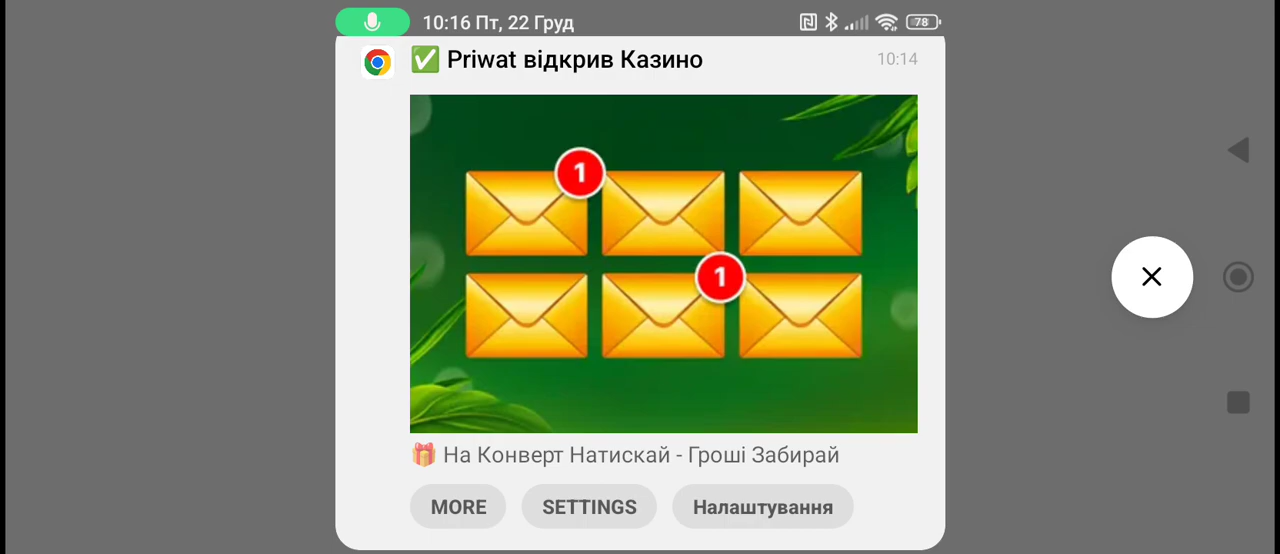 10:16 Пт, 22 Груд
78
✅ Priwat відкрив Казино
10:14
1
1
🎁 На Конверт Натискай - Гроші Забирай
MORE
SETTINGS
Налаштування